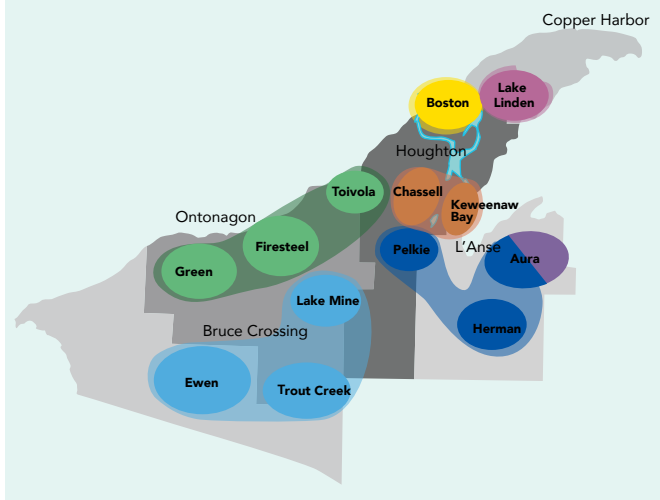 Copper Harbor
Lake
Linden
Boston
Houghton
Toivola
Chassell
Keweenaw
Bay
Ontonagon
Firesteel
Pelkie
L'Anse
Aura
Green
Lake Mine
Bruce Crossing
Herman
Ewen
Trout Creek